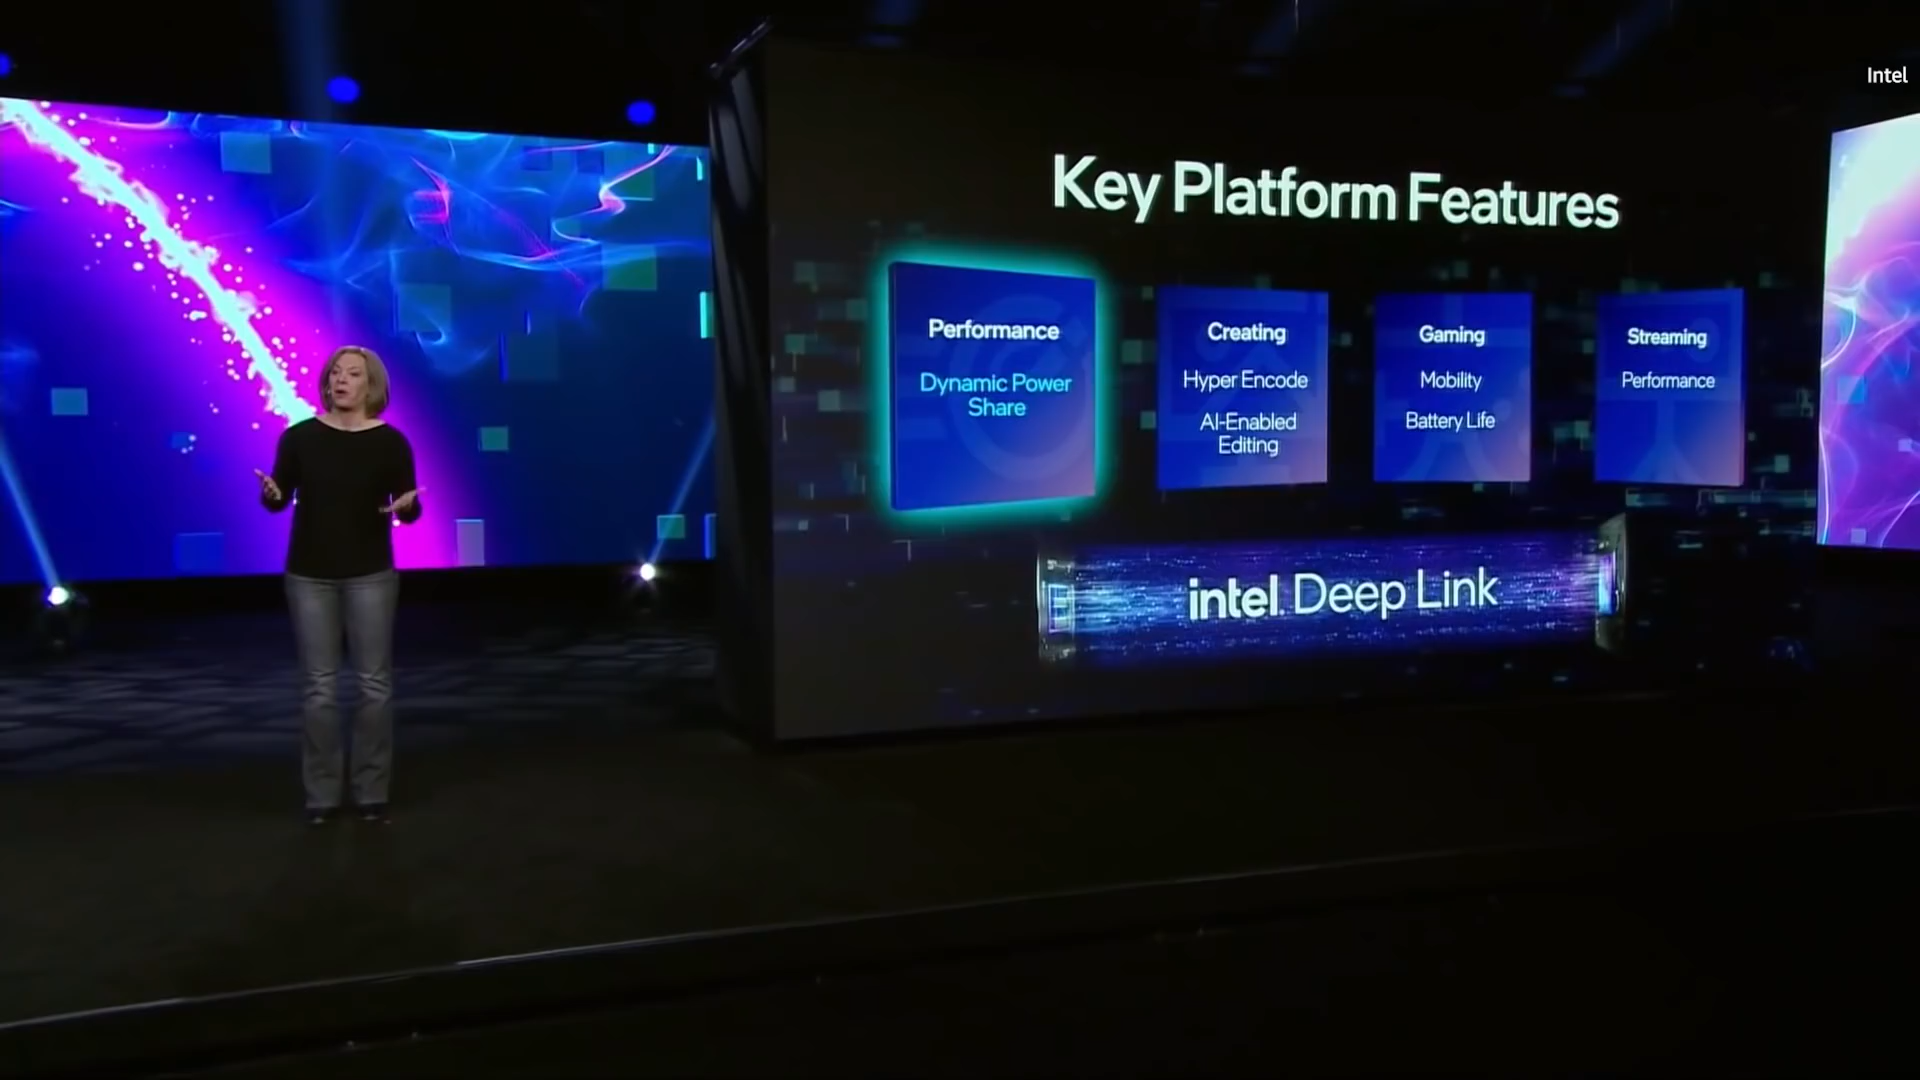 Intel
Key Platform Features
Performance
Dynamic Power
Share
Creating
Hyper Encode
AI-Enabled
Editing
Gaming
Mobility
Battery Life
Streaming
Performance
intel. Deep Link